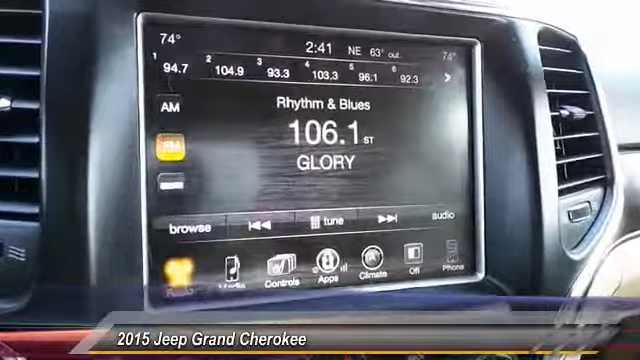 74° 2:41 NE 63° out 74°
1 94.7 2 104.9 3 93.3 4 103.3 5 96.1 6 92.3
AM
Rhythm & Blues
106.1 ST
FM
GLORY
browse tune audio
Radio Media Controls Apps Climate Off Phone
2015 Jeep Grand Cherokee